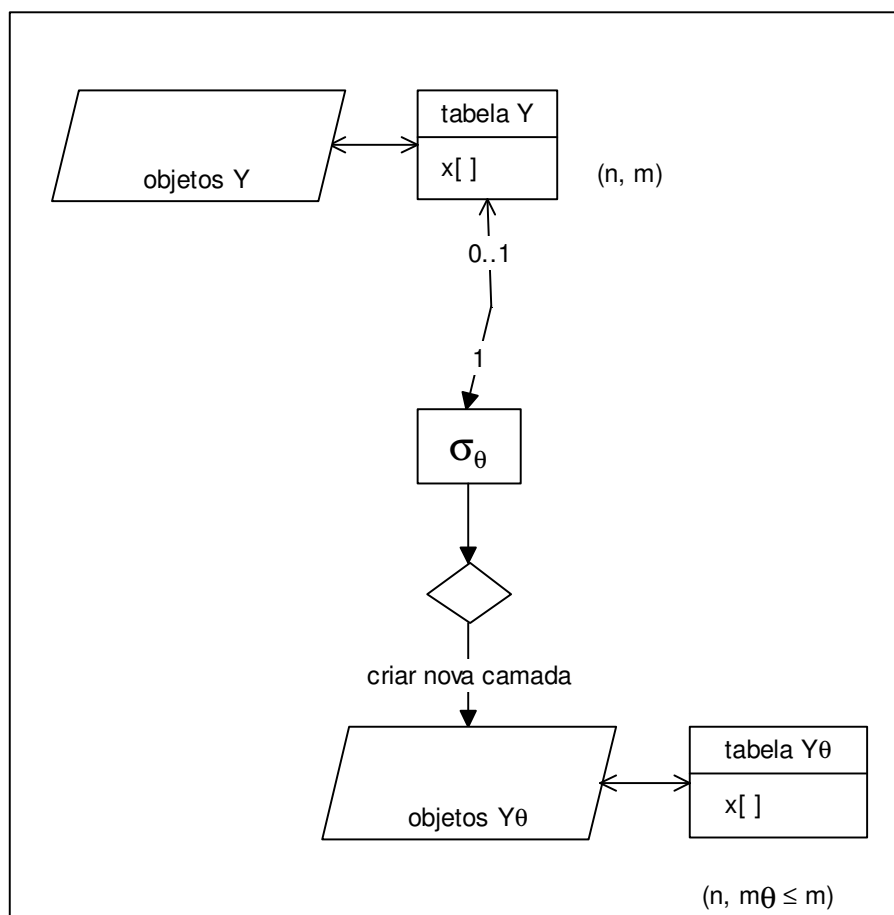 tabela Y
objetos Y
x[ ]
(n, m)
0..1
1
σθ
criar nova camada
tabela Yθ
objetos Yθ
x[ ]
(n, mθ ≤ m)